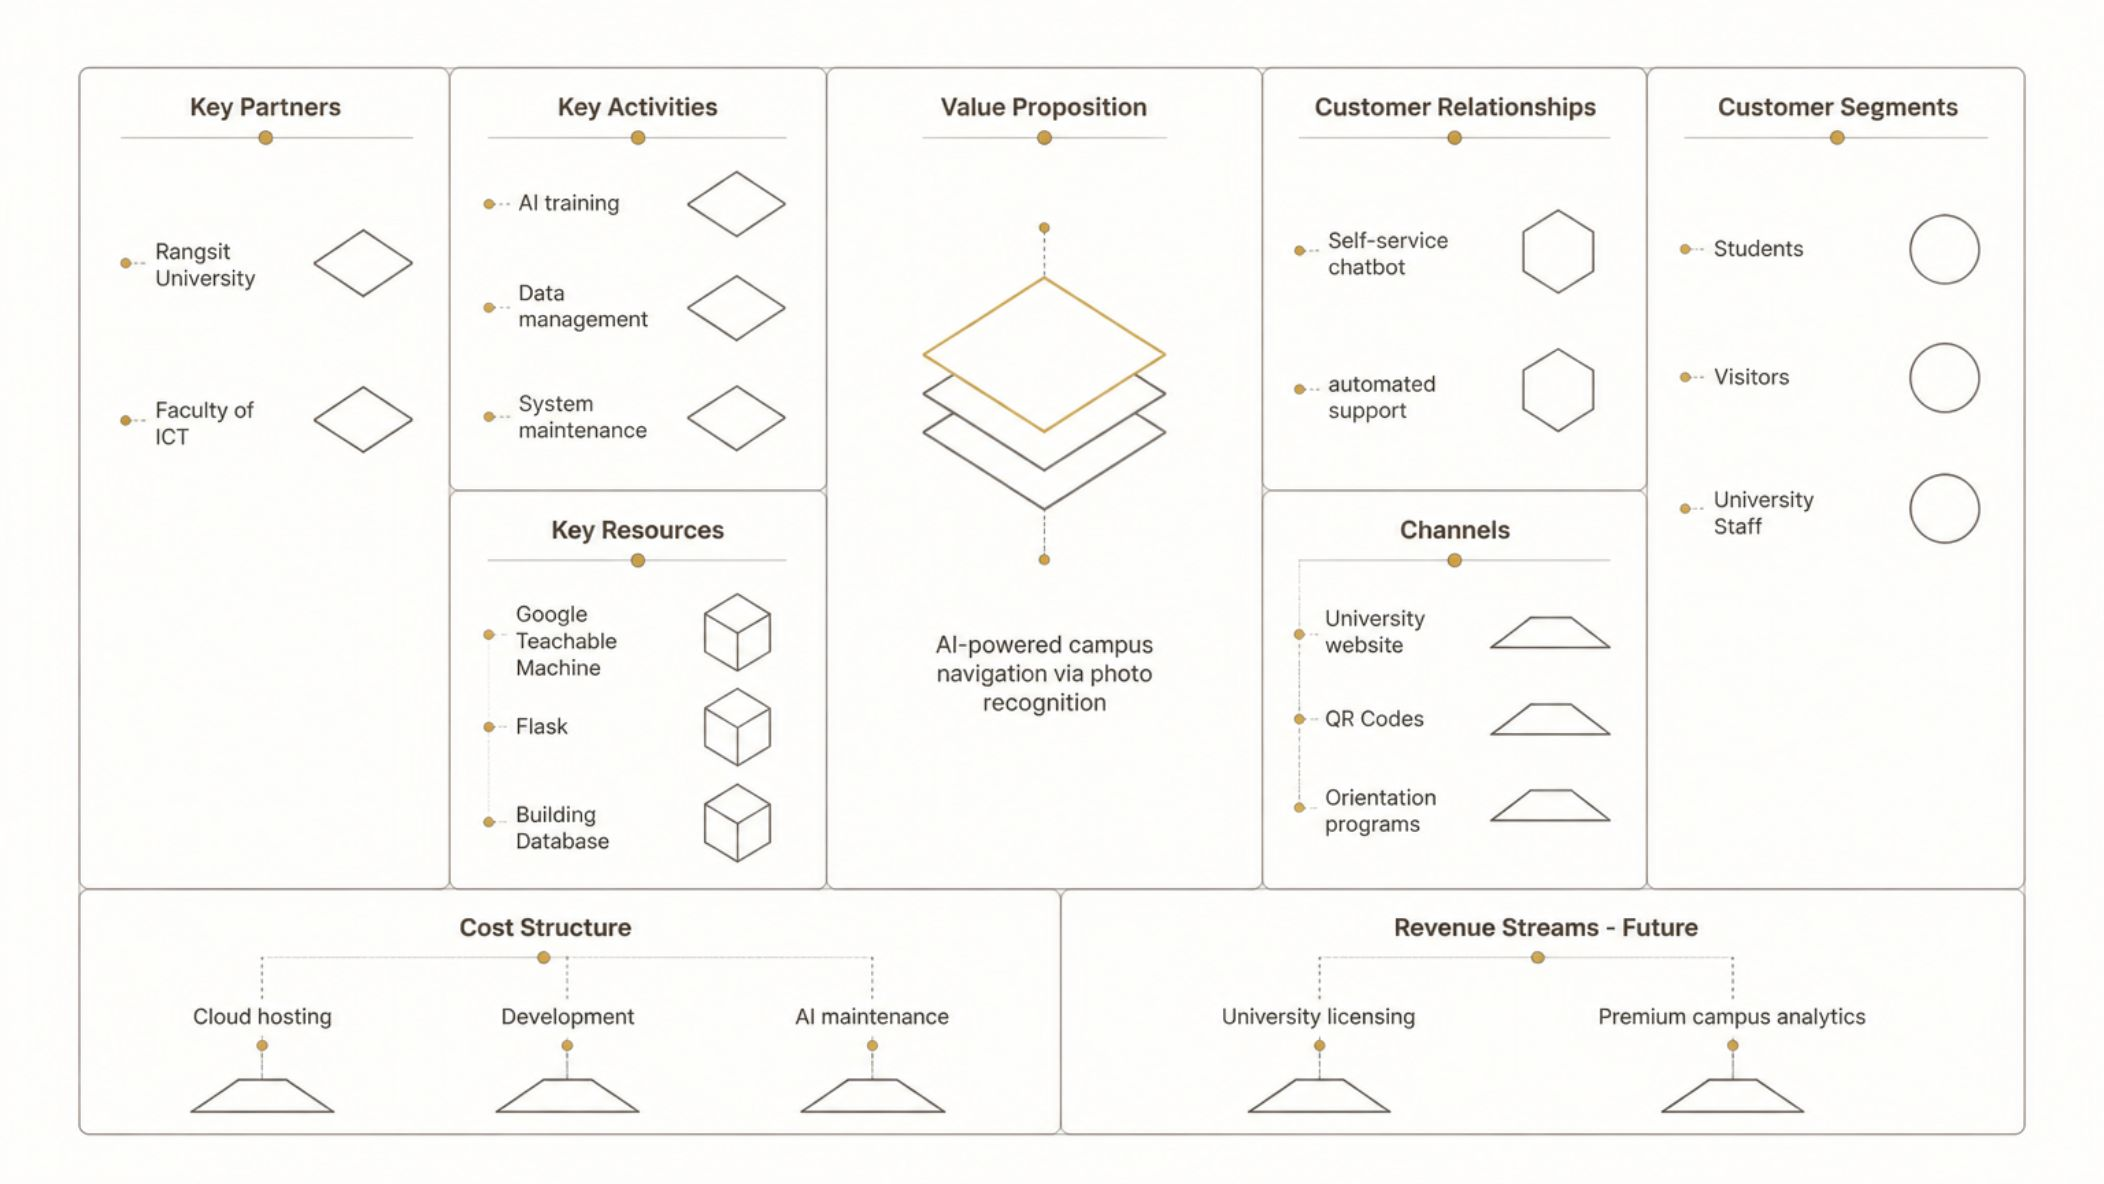 Key Partners
Rangsit
University
Faculty of
ICT
Key Activities
AI training
Data
management
System
maintenance
Key Resources
Google
Teachable
Machine
Flask
Building
Database
Value Proposition
AI-powered campus
navigation via photo
recognition
Customer Relationships
Self-service
chatbot
automated
support
Channels
University
website
QR Codes
Orientation
programs
Customer Segments
Students
Visitors
University
Staff
Cost Structure
Cloud hosting
Development
AI maintenance
Revenue Streams - Future
University licensing
Premium campus analytics